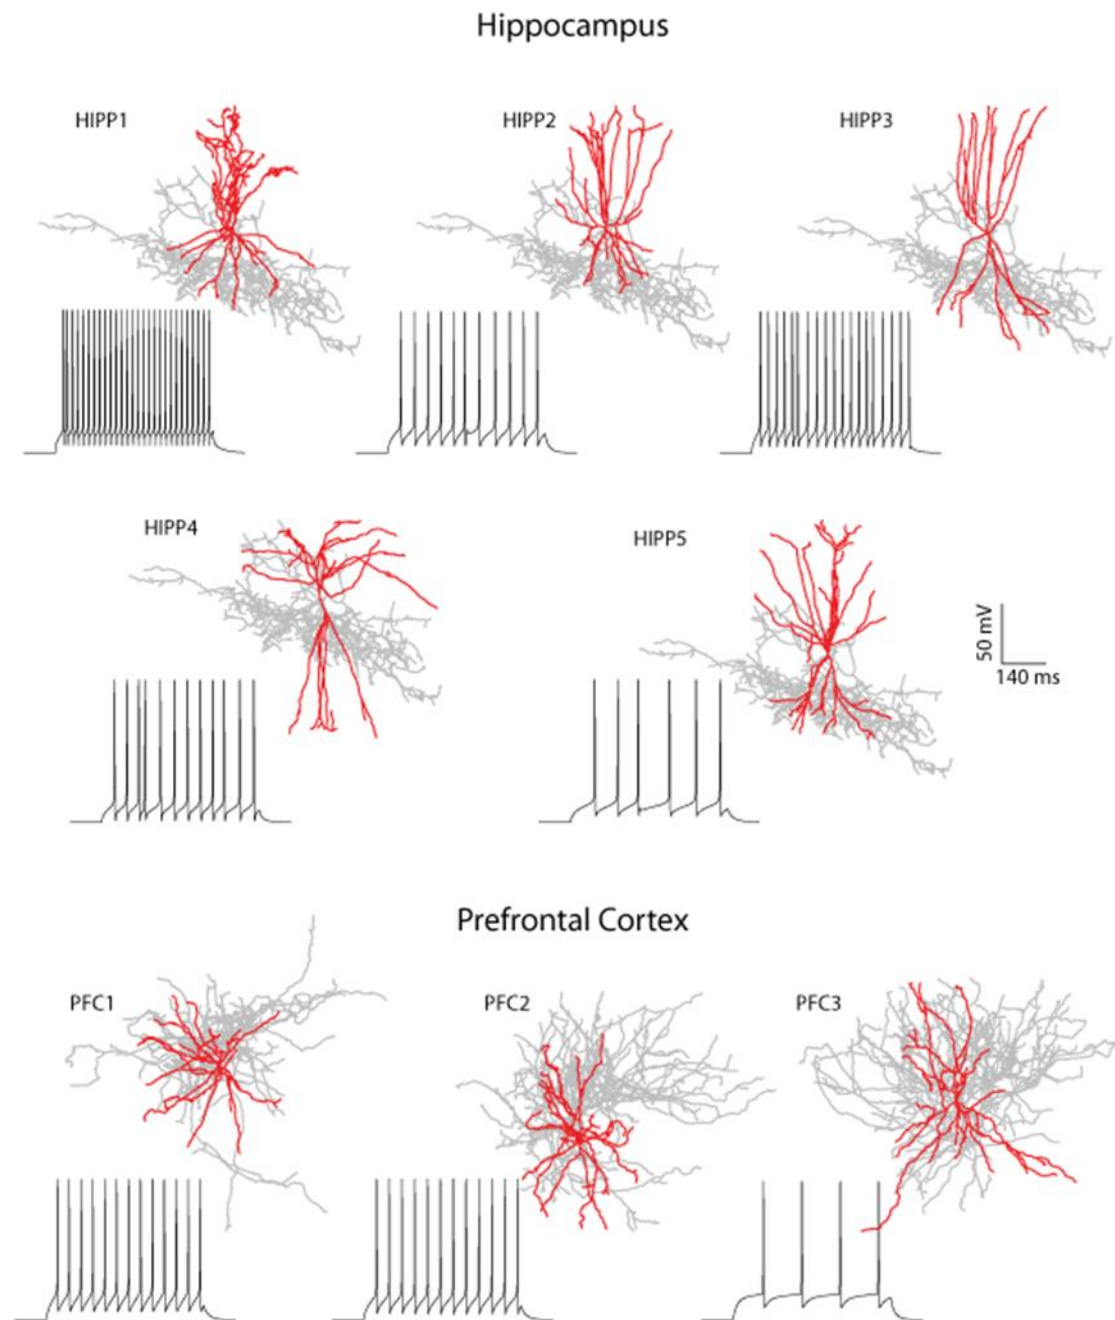 Hippocampus
HIPP1
HIPP2
HIPP3
HIPP4
HIPP5
50 mV
140 ms
Prefrontal Cortex
PFC1
PFC2
PFC3